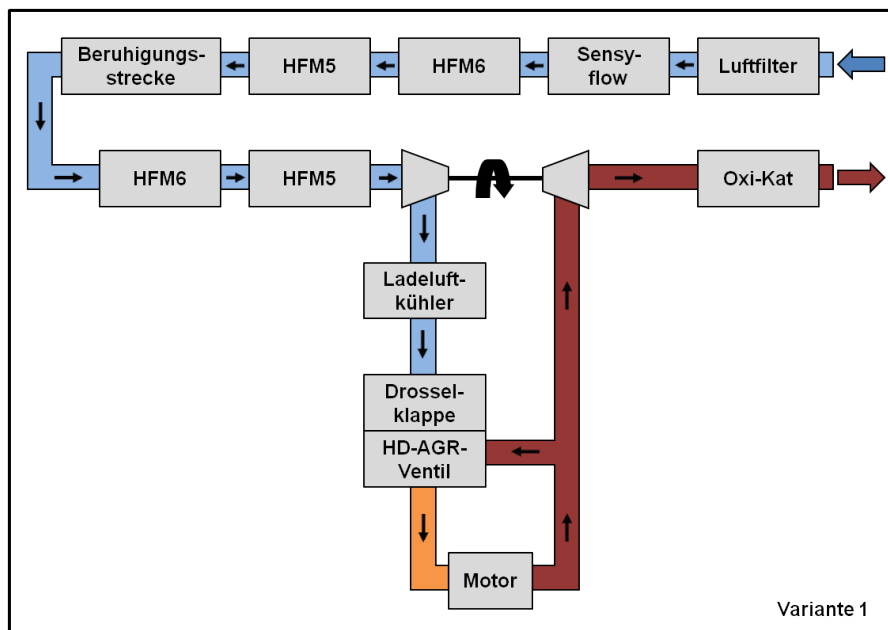 Beruhigungs-
strecke
HFM5
HFM6
Sensy-
flow
Luftfilter
HFM6
HFM5
Oxi-Kat
Ladeluft-
kühler
Drossel-
klappe
HD-AGR-
Ventil
Motor
Variante 1